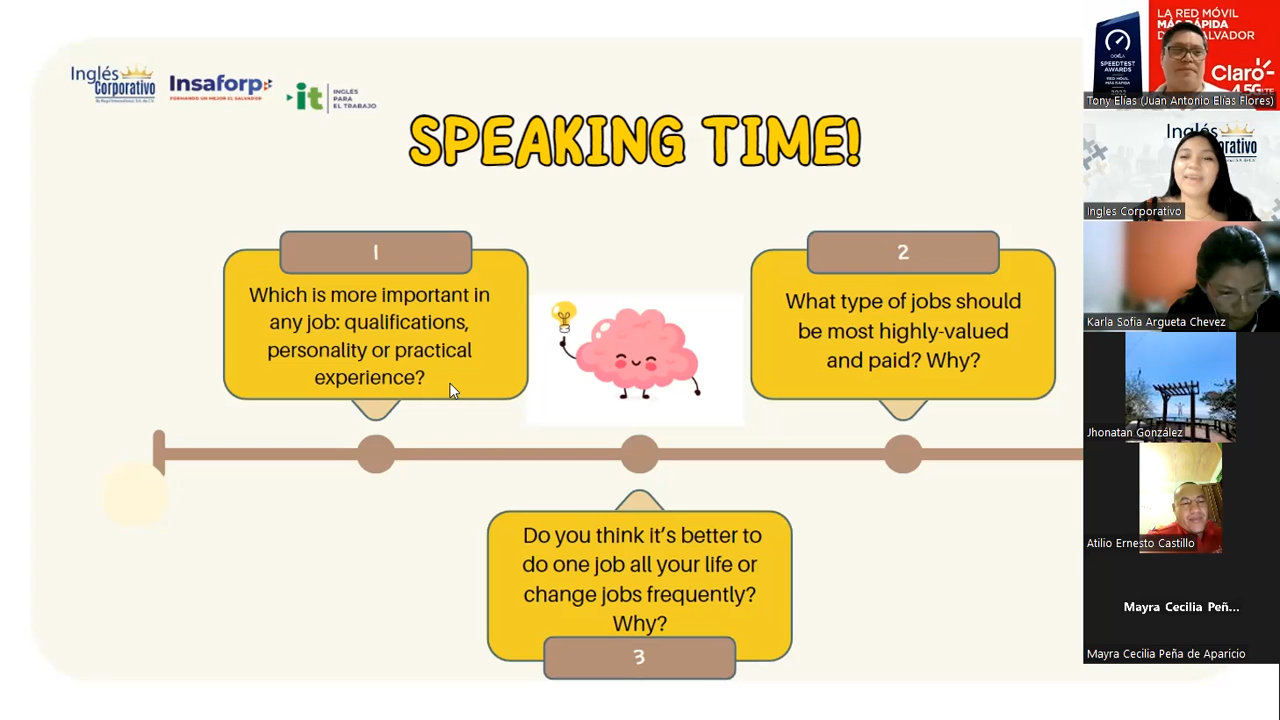 Inglés
Corporativo
Insaforp
FORMANDO UN MEJOR EL SALVADOR
it
INGLÉS
PARA
EL TRABAJO
SPEAKING TIME!
1
Which is more important in
any job: qualifications,
personality or practical
experience?
2
What type of jobs should
be most highly-valued
and paid? Why?
Do you think it's better to
do one job all your life or
change jobs frequently?
Why?
3
LA RED MÓVIL
MÁS RÁPIDA
SALVADOR
SPEEDTEST
AWARDS
Claro
4.5G
Tony Elías (Juan Antonio Elías Flores)
Inglés
Ingles Corporativo
Karla Sofia Argueta Chevez
Jhonatan González
Atilio Ernesto Castillo
Mayra Cecilia Peñ...
Mayra Cecilia Peña de Aparicio